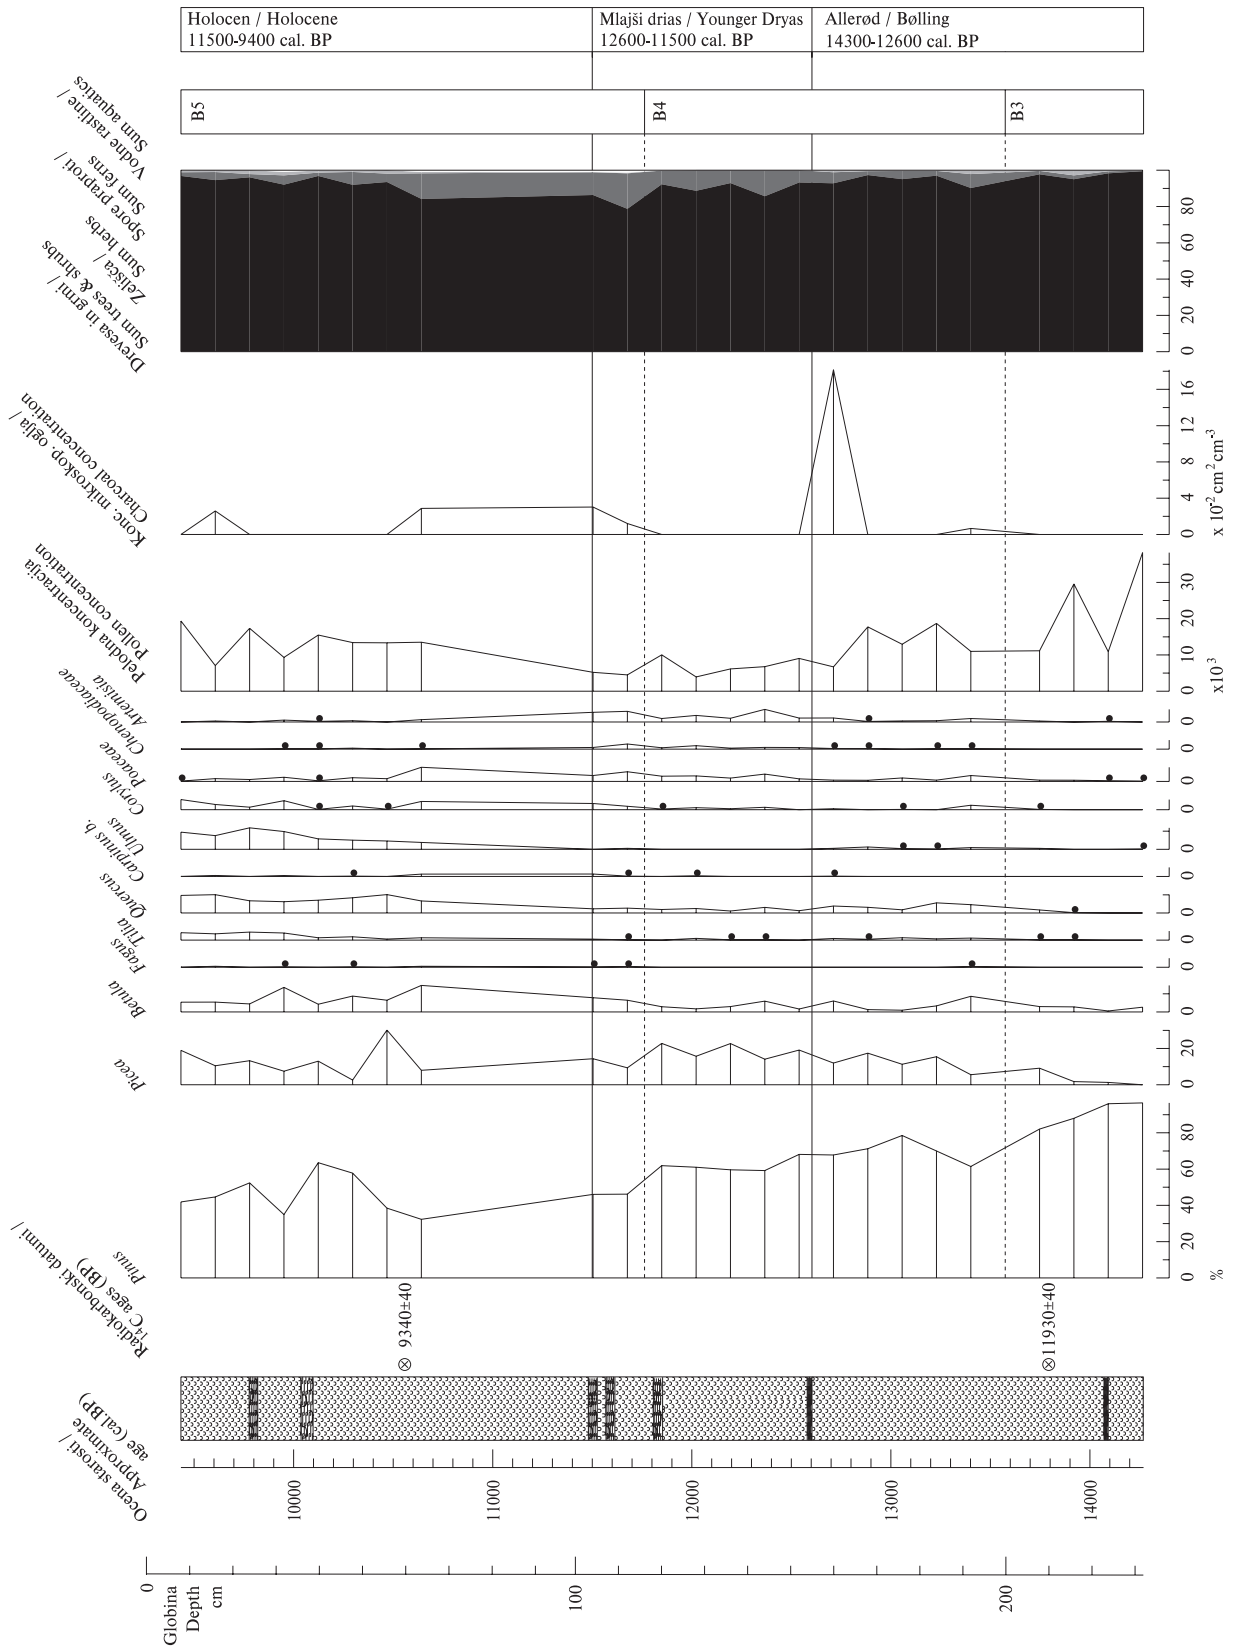 Holocen / Holocene
11500-9400 cal. BP
Mlajši drias / Younger Dryas
12600-11500 cal. BP
Allerød / Bølling
14300-12600 cal. BP
B5
B4
B3
Vodne rastline /
Sum aquatics
Spore praproti /
Sum ferns
Zelišča /
Sum herbs
Drevesa in grmi /
Sum trees & shrubs
0 20 40 60 80
Konc. mikroskop. oglja /
Charcoal concentration
0 4 8 12 16
x 10⁻² cm² cm⁻³
Pelodna koncentracija
Pollen concentration
0 10 20 30
x10³
Artemisia
0
Chenopodiaceae
0
Poaceae
0
Corylus
0
Ulmus
0
Carpinus b.
0
Quercus
0
Tilia
0
Fagus
0
Betula
0
Picea
0 20
Pinus
0 20 40 60 80
%
Radiokarbonski datumi /
¹⁴C ages (BP)
⊗ 9340±40
⊗11930±40
Ocena starosti /
Approximate
age (cal.BP)
10000
11000
12000
13000
14000
0
100
200
Globina
Depth
cm